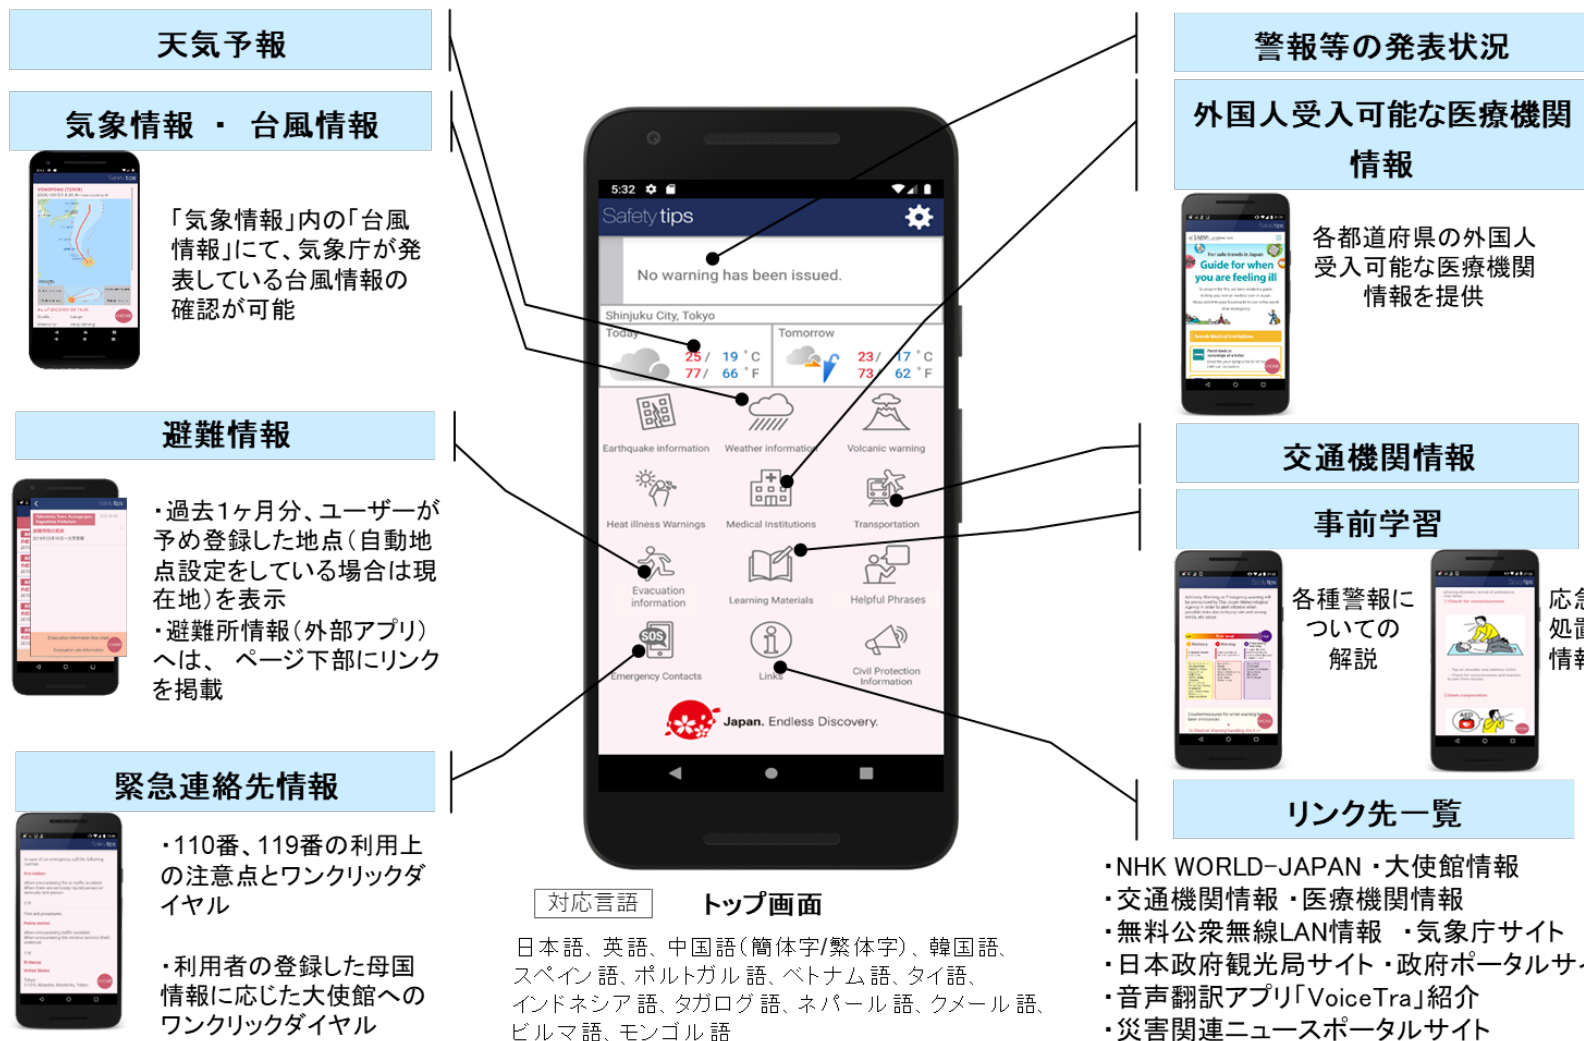 天気予報
気象情報 ・ 台風情報
「気象情報」内の「台風
情報」にて、気象庁が発
表している台風情報の
確認が可能
避難情報
・過去1ヶ月分、ユーザーが
予め登録した地点（自動地
点設定をしている場合は現
在地）を表示
・避難所情報（外部アプリ）
へは、 ページ下部にリンク
を掲載
緊急連絡先情報
・110番、119番の利用上
の注意点とワンクリックダ
イヤル
・利用者の登録した母国
情報に応じた大使館への
ワンクリックダイヤル
5:32
Safety tips
No warning has been issued.
Shinjuku City, Tokyo
Today
25/ 19 °C
77/ 66 °F
Tomorrow
23/ 17 °C
73/ 62 °F
Earthquake information
Weather information
Volcanic warning
Heat illness Warnings
Medical Institutions
Transportation
Evacuation
information
Learning Materials
Helpful Phrases
SOS
Emergency Contacts
Links
Civil Protection
Information
Japan. Endless Discovery.
対応言語
トップ画面
日本語、英語、中国語（簡体字/繁体字）、韓国語、
スペイン語、ポルトガル語、ベトナム語、タイ語、
インドネシア語、タガログ語、ネパール語、クメール語、
ビルマ語、モンゴル語
警報等の発表状況
外国人受入可能な医療機関
情報
Guide for when
you are feeling ill
各都道府県の外国人
受入可能な医療機関
情報を提供
交通機関情報
事前学習
各種警報に
ついての
解説
AED
応急
処置
情報
リンク先一覧
・NHK WORLD-JAPAN ・大使館情報
・交通機関情報 ・医療機関情報
・無料公衆無線LAN情報 ・気象庁サイト
・日本政府観光局サイト ・政府ポータルサイ
・音声翻訳アプリ「VoiceTra」紹介
・災害関連ニュースポータルサイト